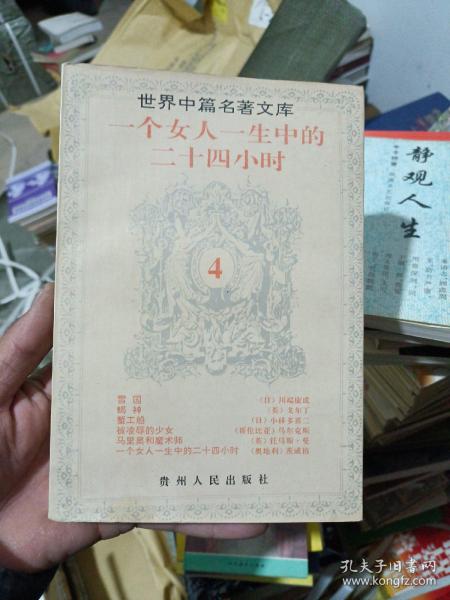 世界中篇名著文库
一个女人一生中的
二十四小时
4
雪国 〔日〕川端康成
蝎神 〔英〕戈尔丁
蟹工船 〔日〕小林多喜二
被凌辱的少女 〔哥伦比亚〕马尔克斯
马里奥和魔术师 〔英〕托马斯·曼
一个女人一生中的二十四小时 〔奥地利〕茨威格
贵州人民出版社
静观人生
孔夫子旧书网
www.kongfz.com